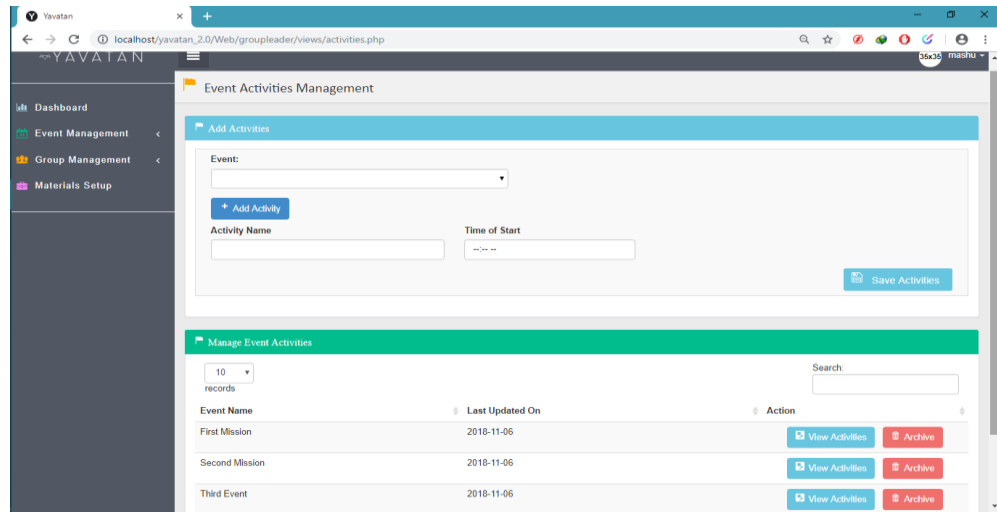 Yavatan
localhost/yavatan_2.0/Web/groupleader/views/activities.php
YAVATAN
35x35 mashu
Event Activities Management
Dashboard
Event Management
Group Management
Materials Setup
Add Activities
Event:
+ Add Activity
Activity Name Time of Start
--:-- --
Save Activities
Manage Event Activities
10
records
Search:
Event Name Last Updated On Action
First Mission 2018-11-06 View Activities Archive
Second Mission 2018-11-06 View Activities Archive
Third Event 2018-11-06 View Activities Archive